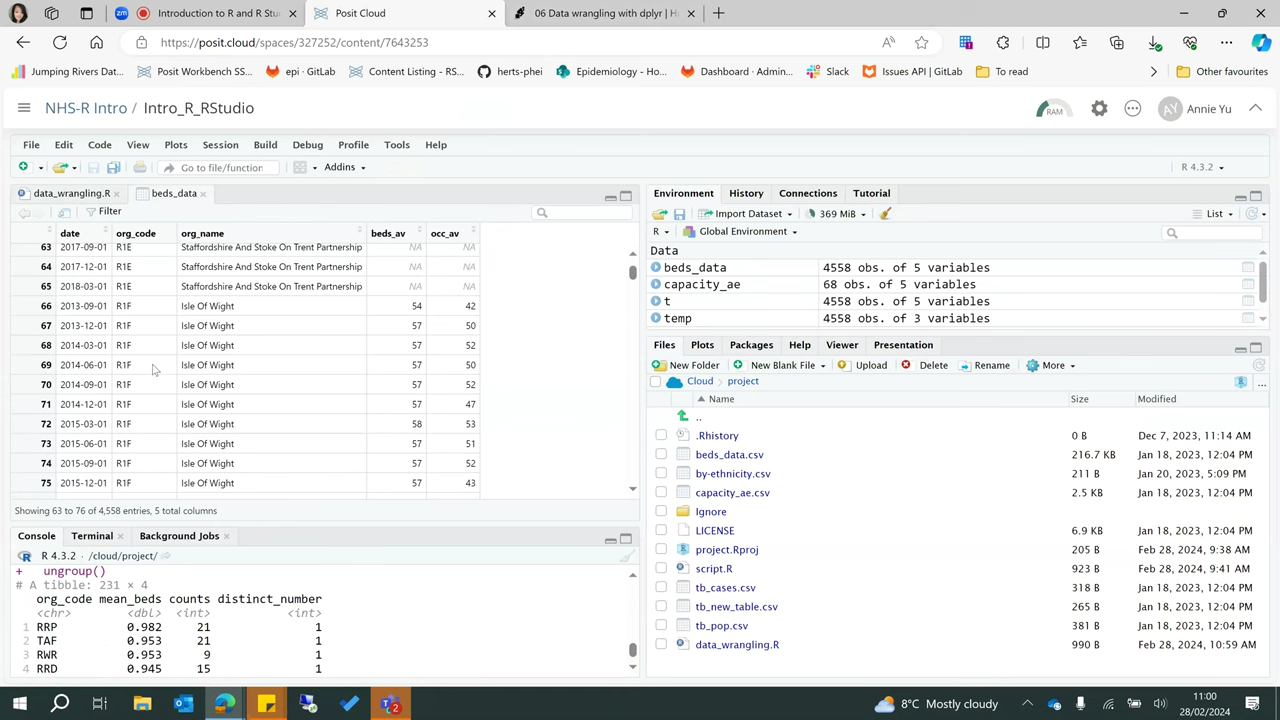 Introduction to R and R Stu
Posit Cloud
06 Data wrangling with dplyr | H
https://posit.cloud/spaces/327252/content/7643253
Jumping Rivers Dat...
Posit Workbench SS...
epi · GitLab
Content Listing - RS...
herts-phei
Epidemiology - Ho...
Dashboard · Admin...
Slack
Issues API | GitLab
To read
Other favourites
NHS-R Intro / Intro_R_RStudio
RAM
AY
Annie Yu
File Edit Code View Plots Session Build Debug Profile Tools Help
Go to file/function
Addins
R 4.3.2
data_wrangling.R
beds_data
Filter
date org_code org_name beds_av occ_av
63 2017-09-01 R1E Staffordshire And Stoke On Trent Partnership NA NA
64 2017-12-01 R1E Staffordshire And Stoke On Trent Partnership NA NA
65 2018-03-01 R1E Staffordshire And Stoke On Trent Partnership NA NA
66 2013-09-01 R1F Isle Of Wight 54 42
67 2013-12-01 R1F Isle Of Wight 57 50
68 2014-03-01 R1F Isle Of Wight 57 52
69 2014-06-01 R1F Isle Of Wight 57 50
70 2014-09-01 R1F Isle Of Wight 57 52
71 2014-12-01 R1F Isle Of Wight 57 47
72 2015-03-01 R1F Isle Of Wight 58 53
73 2015-06-01 R1F Isle Of Wight 57 51
74 2015-09-01 R1F Isle Of Wight 57 52
75 2015-12-01 R1F Isle Of Wight 57 43
Showing 63 to 76 of 4,558 entries, 5 total columns
Console Terminal Background Jobs
R 4.3.2 · /cloud/project/
+ ungroup()
# A tibble: 231 × 4
org_code mean_beds counts distinct_number
<chr> <dbl> <int> <int>
1 RRP 0.982 21 1
2 TAF 0.953 21 1
3 RWR 0.953 9 1
4 RRD 0.945 15 1
Environment History Connections Tutorial
Import Dataset
369 MiB
List
R
Global Environment
Data
beds_data 4558 obs. of 5 variables
capacity_ae 68 obs. of 5 variables
t 4558 obs. of 5 variables
temp 4558 obs. of 3 variables
Files Plots Packages Help Viewer Presentation
New Folder New Blank File Upload Delete Rename More
Cloud project
Name Size Modified
..
.Rhistory 0 B Dec 7, 2023, 11:14 AM
beds_data.csv 216.7 KB Jan 18, 2023, 12:04 PM
by-ethnicity.csv 211 B Jan 20, 2023, 5:09 PM
capacity_ae.csv 2.5 KB Jan 18, 2023, 12:04 PM
Ignore
LICENSE 6.9 KB Jan 18, 2023, 12:04 PM
project.Rproj 205 B Feb 28, 2024, 9:38 AM
script.R 923 B Feb 28, 2024, 9:41 AM
tb_cases.csv 318 B Jan 18, 2023, 12:04 PM
tb_new_table.csv 265 B Jan 18, 2023, 12:04 PM
tb_pop.csv 381 B Jan 18, 2023, 12:04 PM
data_wrangling.R 990 B Feb 28, 2024, 10:59 AM
8°C Mostly cloudy
11:00
28/02/2024